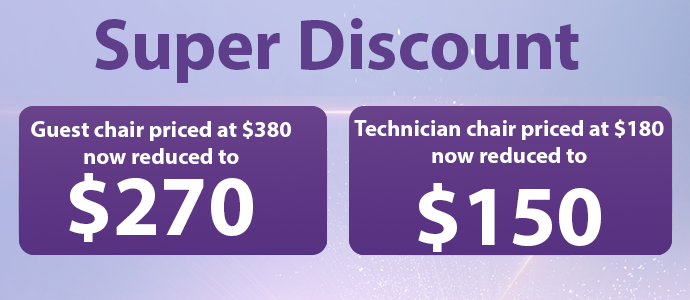 Super Discount
Guest chair priced at $380
now reduced to
$270
Technician chair priced at $180
now reduced to
$150